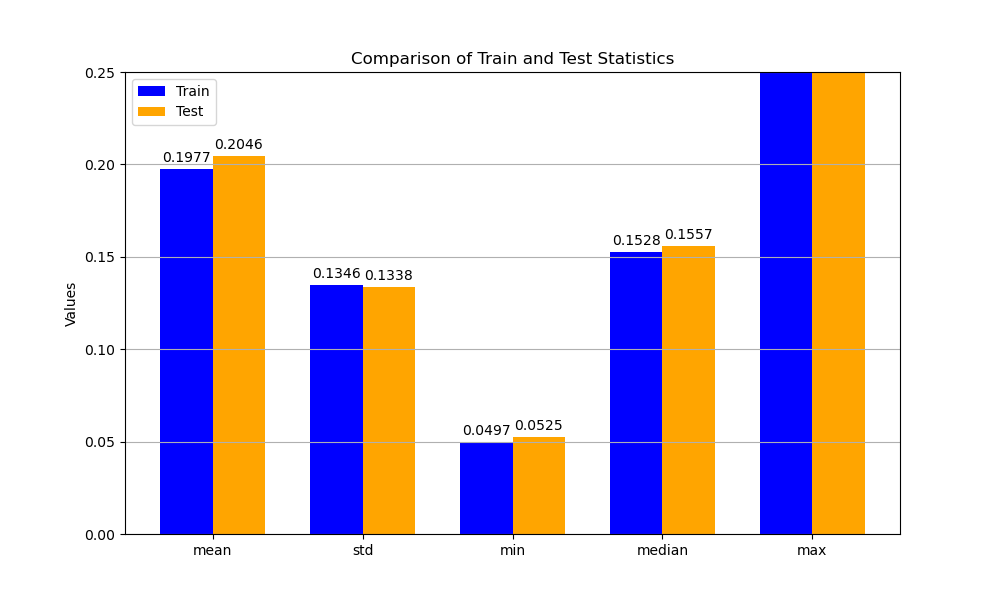 Comparison of Train and Test Statistics
0.25
0.20
0.15
0.10
0.05
0.00
Values
Train
Test
0.1977 0.2046
0.1346 0.1338
0.0497 0.0525
0.1528 0.1557
mean std min median max